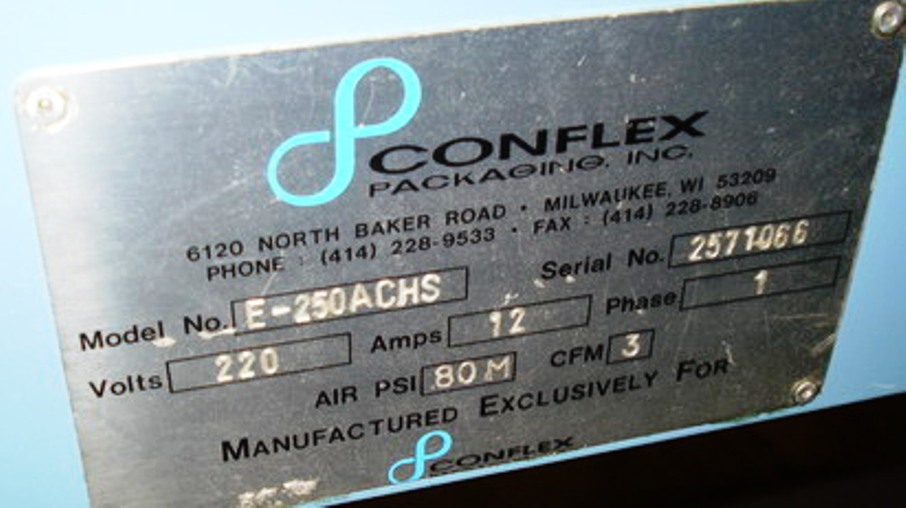 CONFLEX
PACKAGING, INC.
6120 NORTH BAKER ROAD • MILWAUKEE, WI 53209
PHONE : (414) 228-9533 • FAX : (414) 228-8906
Model No. E-250ACHS Serial No. 2571066
Volts 220 Amps 12 Phase 1
AIR PSI 80M CFM 3
MANUFACTURED EXCLUSIVELY FOR
CONFLEX